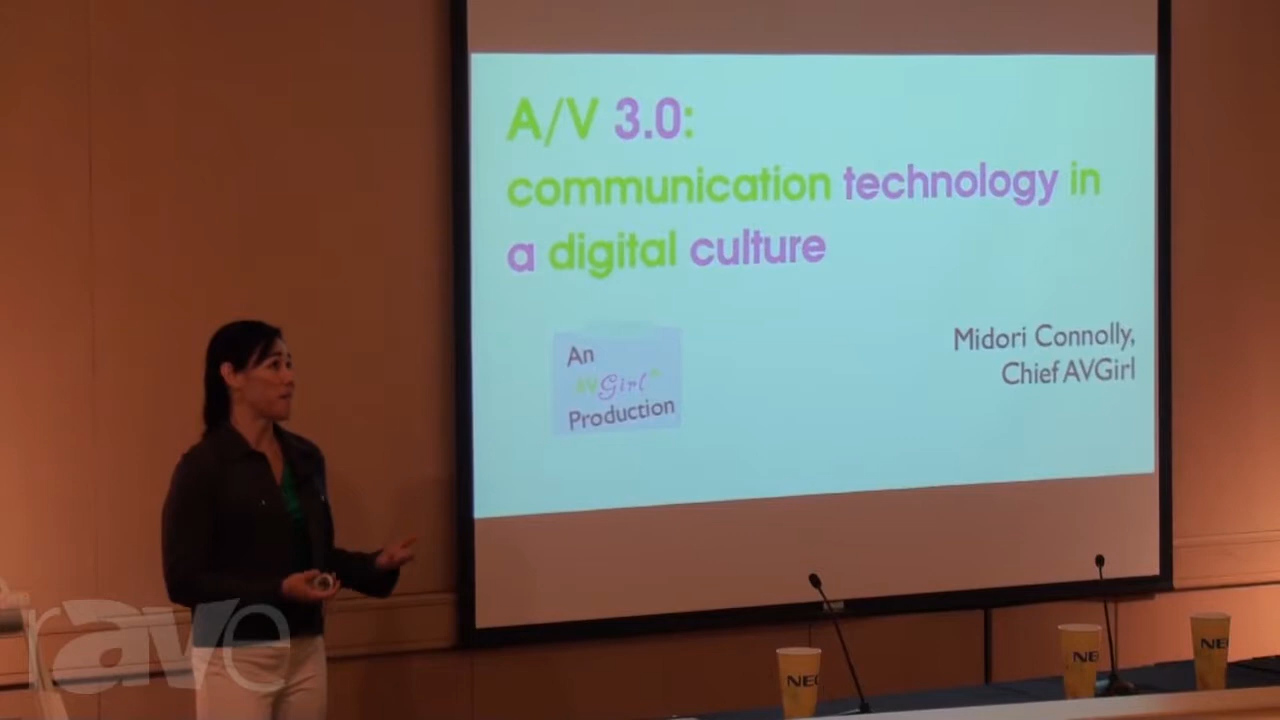 A/V 3.0:
communication technology in
a digital culture
An
AVGirl
Production
Midori Connolly,
Chief AVGirl
rave
NEC
NEC
NEC